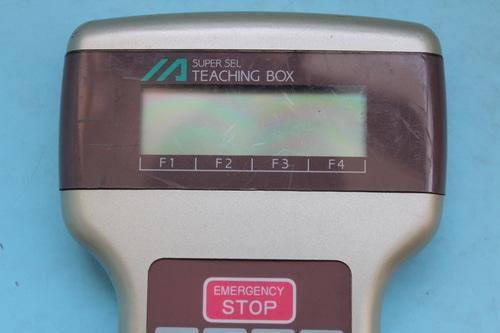 SUPER SEL
TEACHING BOX
F1 F2 F3 F4
EMERGENCY
STOP